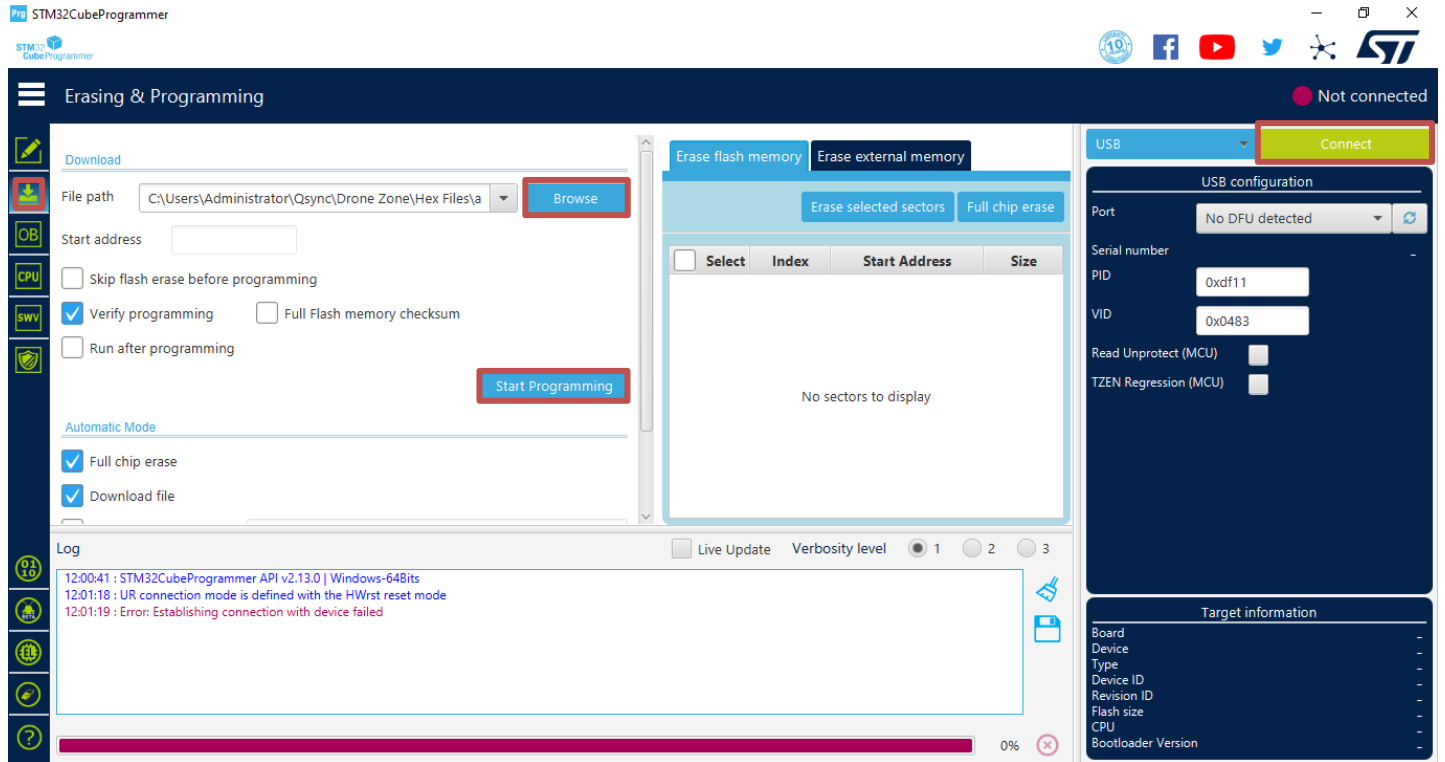 Prg STM32CubeProgrammer
STM32
CubeProgrammer
10
Erasing & Programming
Not connected
Download
File path C:\Users\Administrator\Qsync\Drone Zone\Hex Files\a Browse
Start address
Skip flash erase before programming
Verify programming Full Flash memory checksum
Run after programming
Start Programming
Automatic Mode
Full chip erase
Download file
OB
CPU
SWV
Erase flash memory Erase external memory
Erase selected sectors Full chip erase
Select Index Start Address Size
No sectors to display
USB Connect
USB configuration
Port No DFU detected
Serial number -
PID 0xdf11
VID 0x0483
Read Unprotect (MCU)
TZEN Regression (MCU)
Log Live Update Verbosity level 1 2 3
12:00:41 : STM32CubeProgrammer API v2.13.0 | Windows-64Bits
12:01:18 : UR connection mode is defined with the HWrst reset mode
12:01:19 : Error: Establishing connection with device failed
0%
01
10
BETA
EL
?
Target information
Board -
Device -
Type -
Device ID -
Revision ID -
Flash size -
CPU -
Bootloader Version -